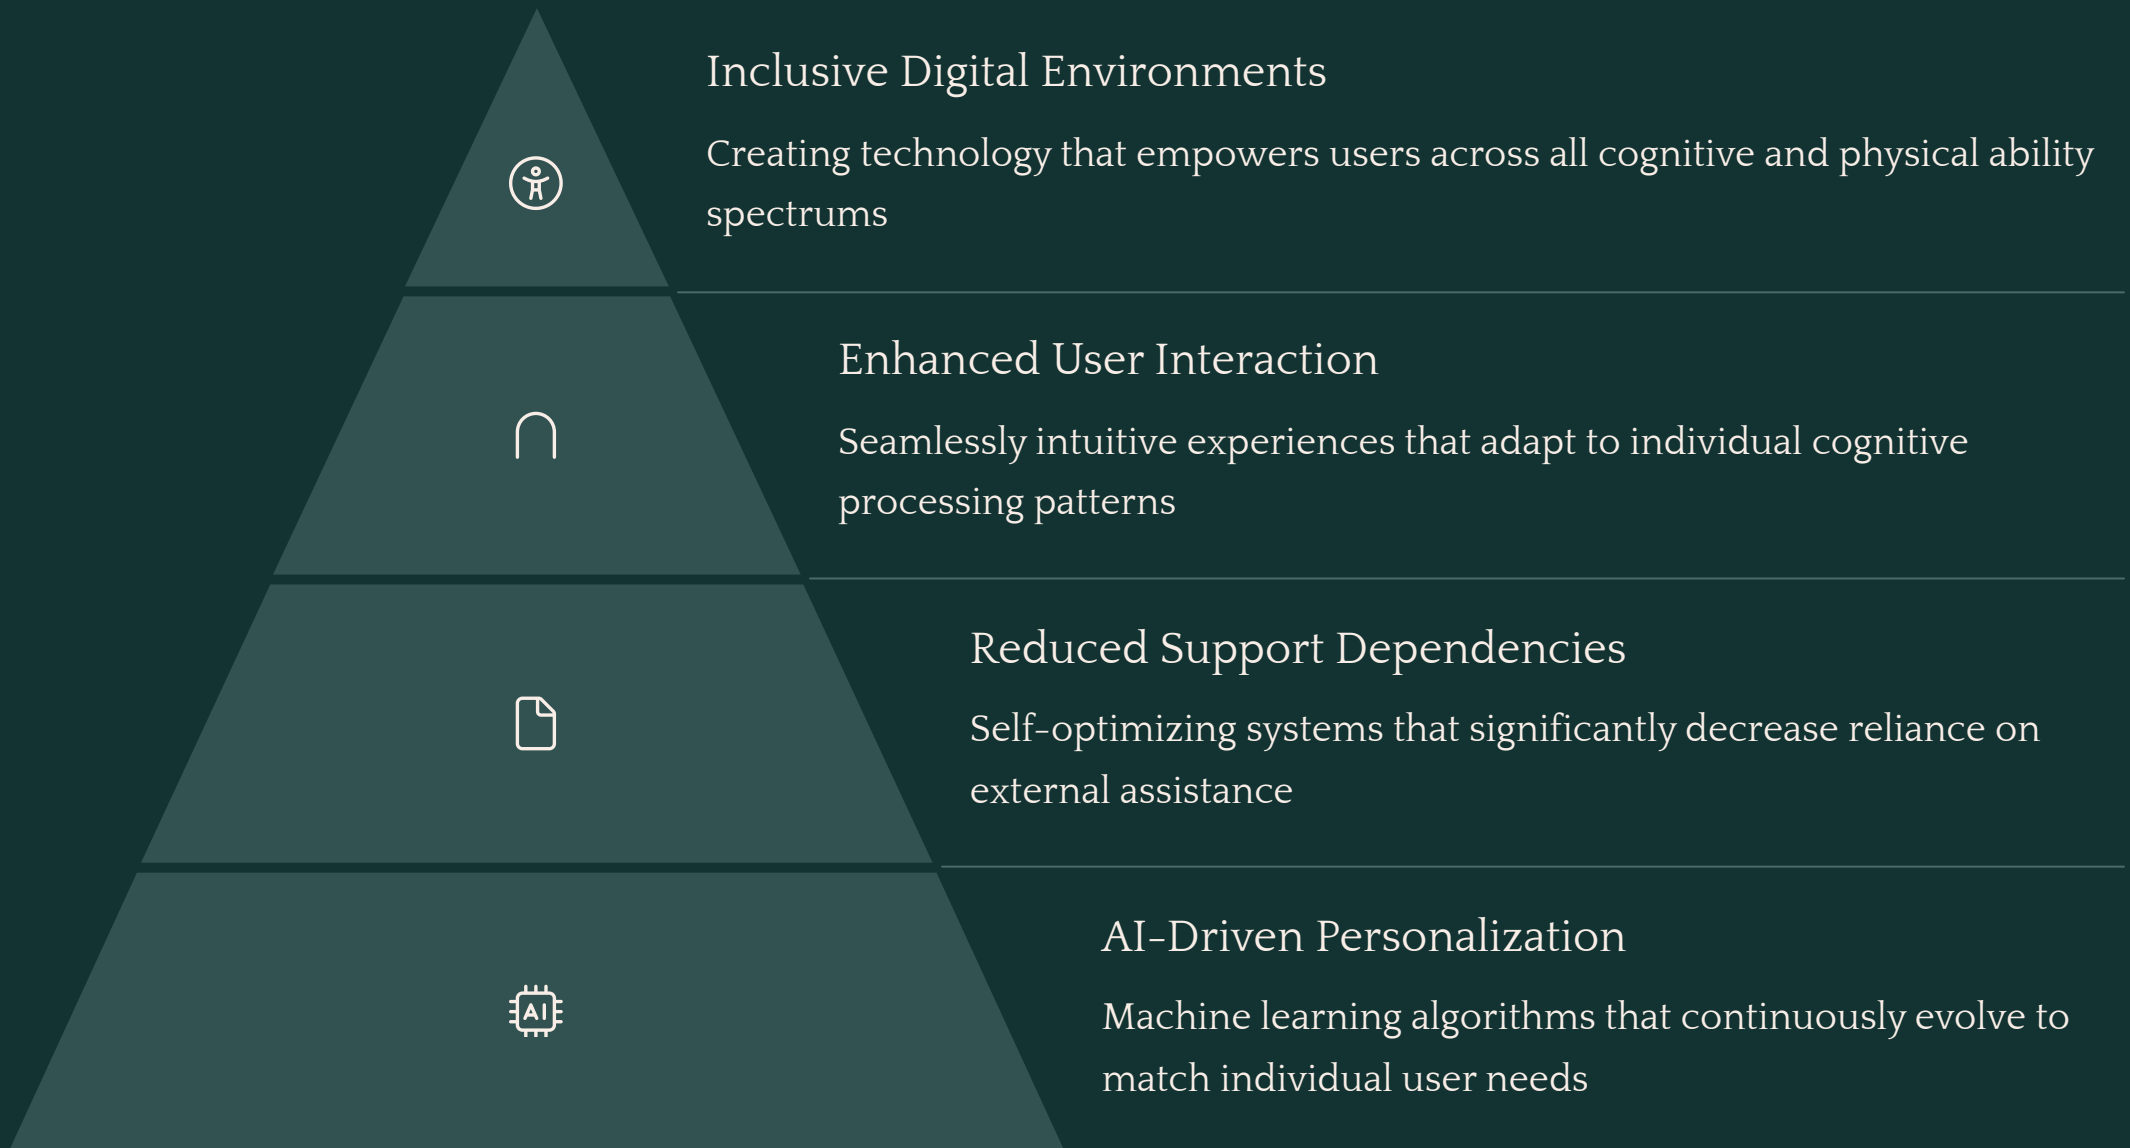 Inclusive Digital Environments
Creating technology that empowers users across all cognitive and physical ability
spectrums
Enhanced User Interaction
Seamlessly intuitive experiences that adapt to individual cognitive
processing patterns
Reduced Support Dependencies
Self-optimizing systems that significantly decrease reliance on
external assistance
AI
AI-Driven Personalization
Machine learning algorithms that continuously evolve to
match individual user needs